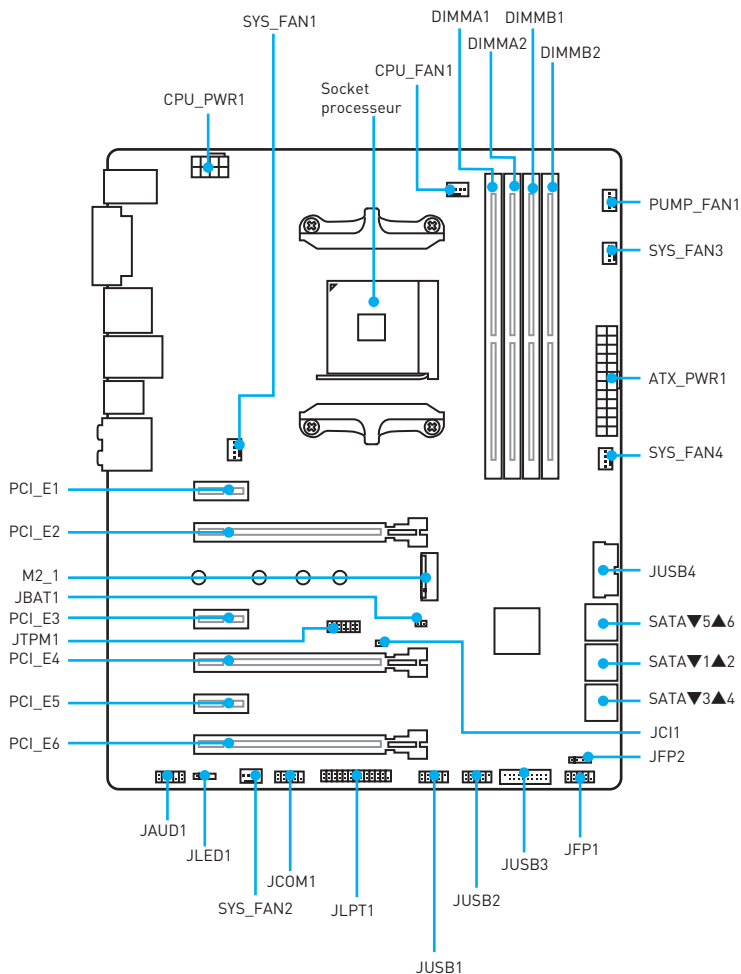 SYS_FAN1
DIMMA1
DIMMB1
DIMMA2
DIMMB2
CPU_FAN1
Socket
processeur
CPU_PWR1
PUMP_FAN1
SYS_FAN3
ATX_PWR1
SYS_FAN4
PCI_E1
PCI_E2
M2_1
JUSB4
JBAT1
PCI_E3
SATA▼5▲6
JTPM1
PCI_E4
SATA▼1▲2
PCI_E5
SATA▼3▲4
JCI1
PCI_E6
JFP2
JAUD1
JLED1
JCOM1
SYS_FAN2
JLPT1
JUSB1
JUSB2
JUSB3
JFP1